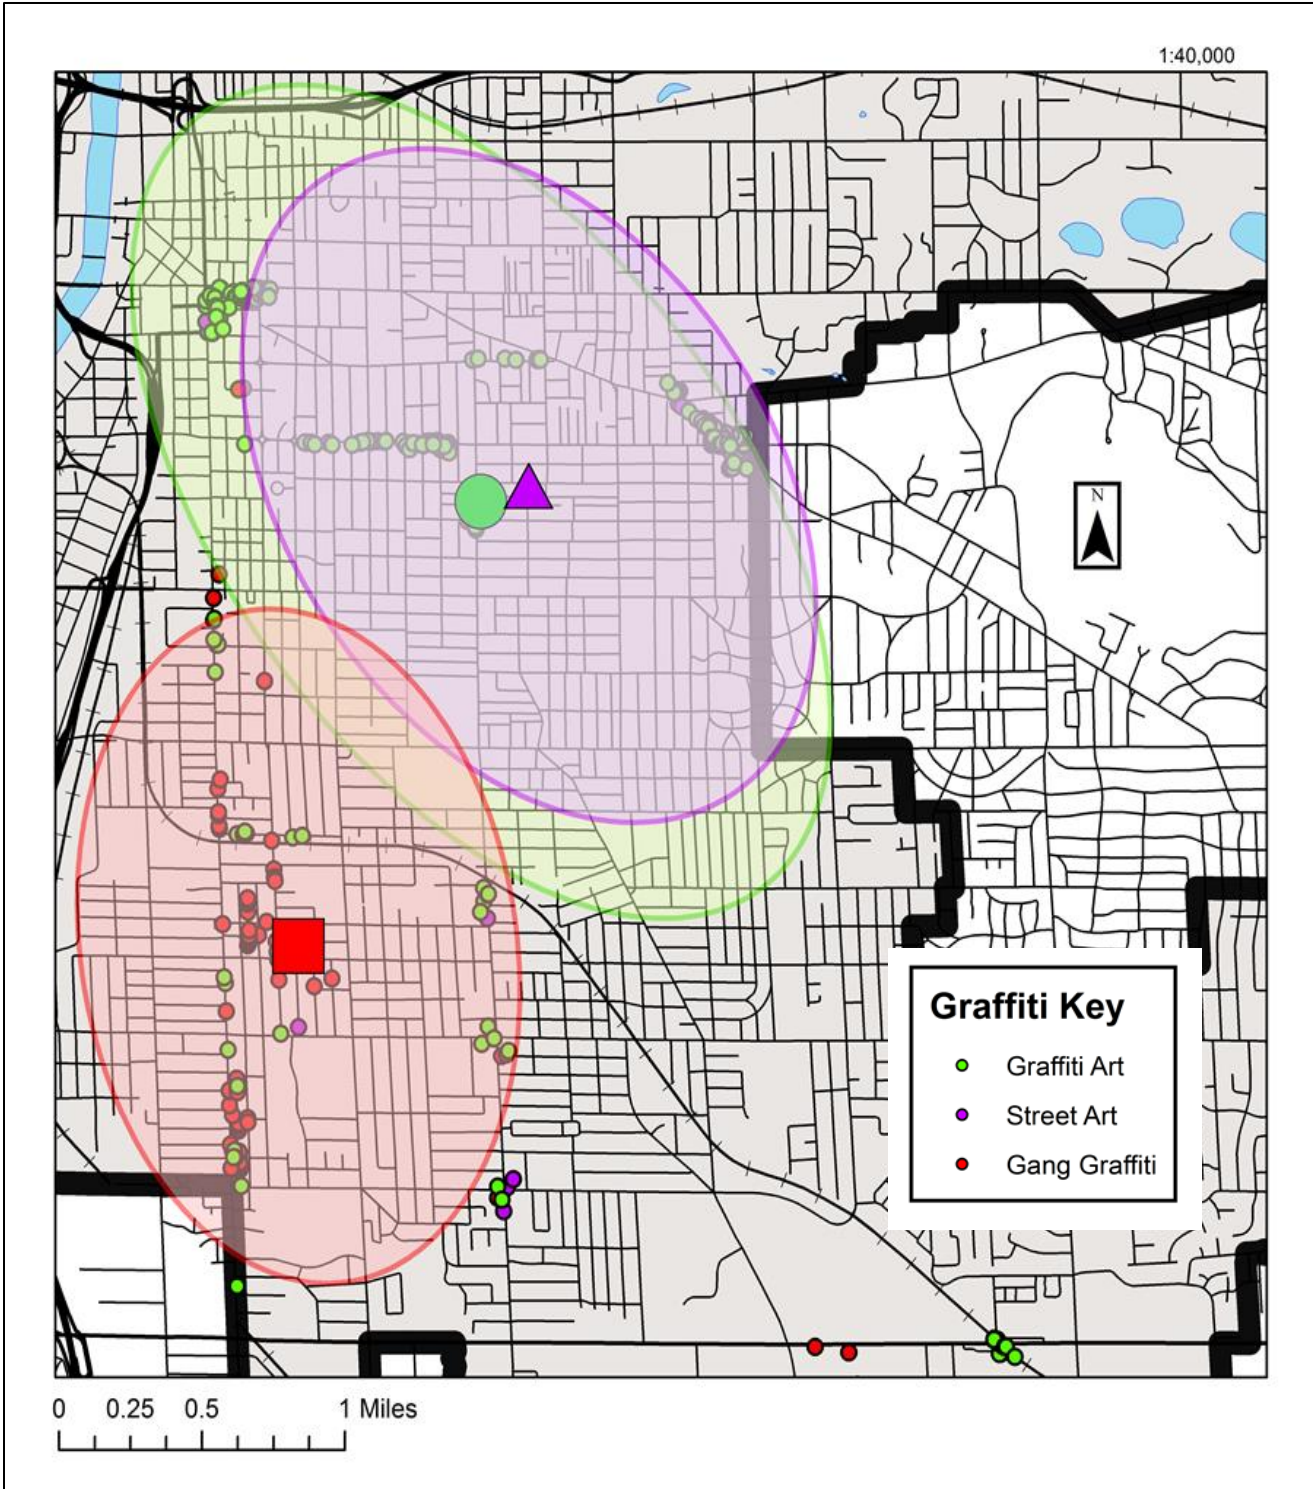 1:40,000
N
Graffiti Key
Graffiti Art
Street Art
Gang Graffiti
0 0.25 0.5 1 Miles